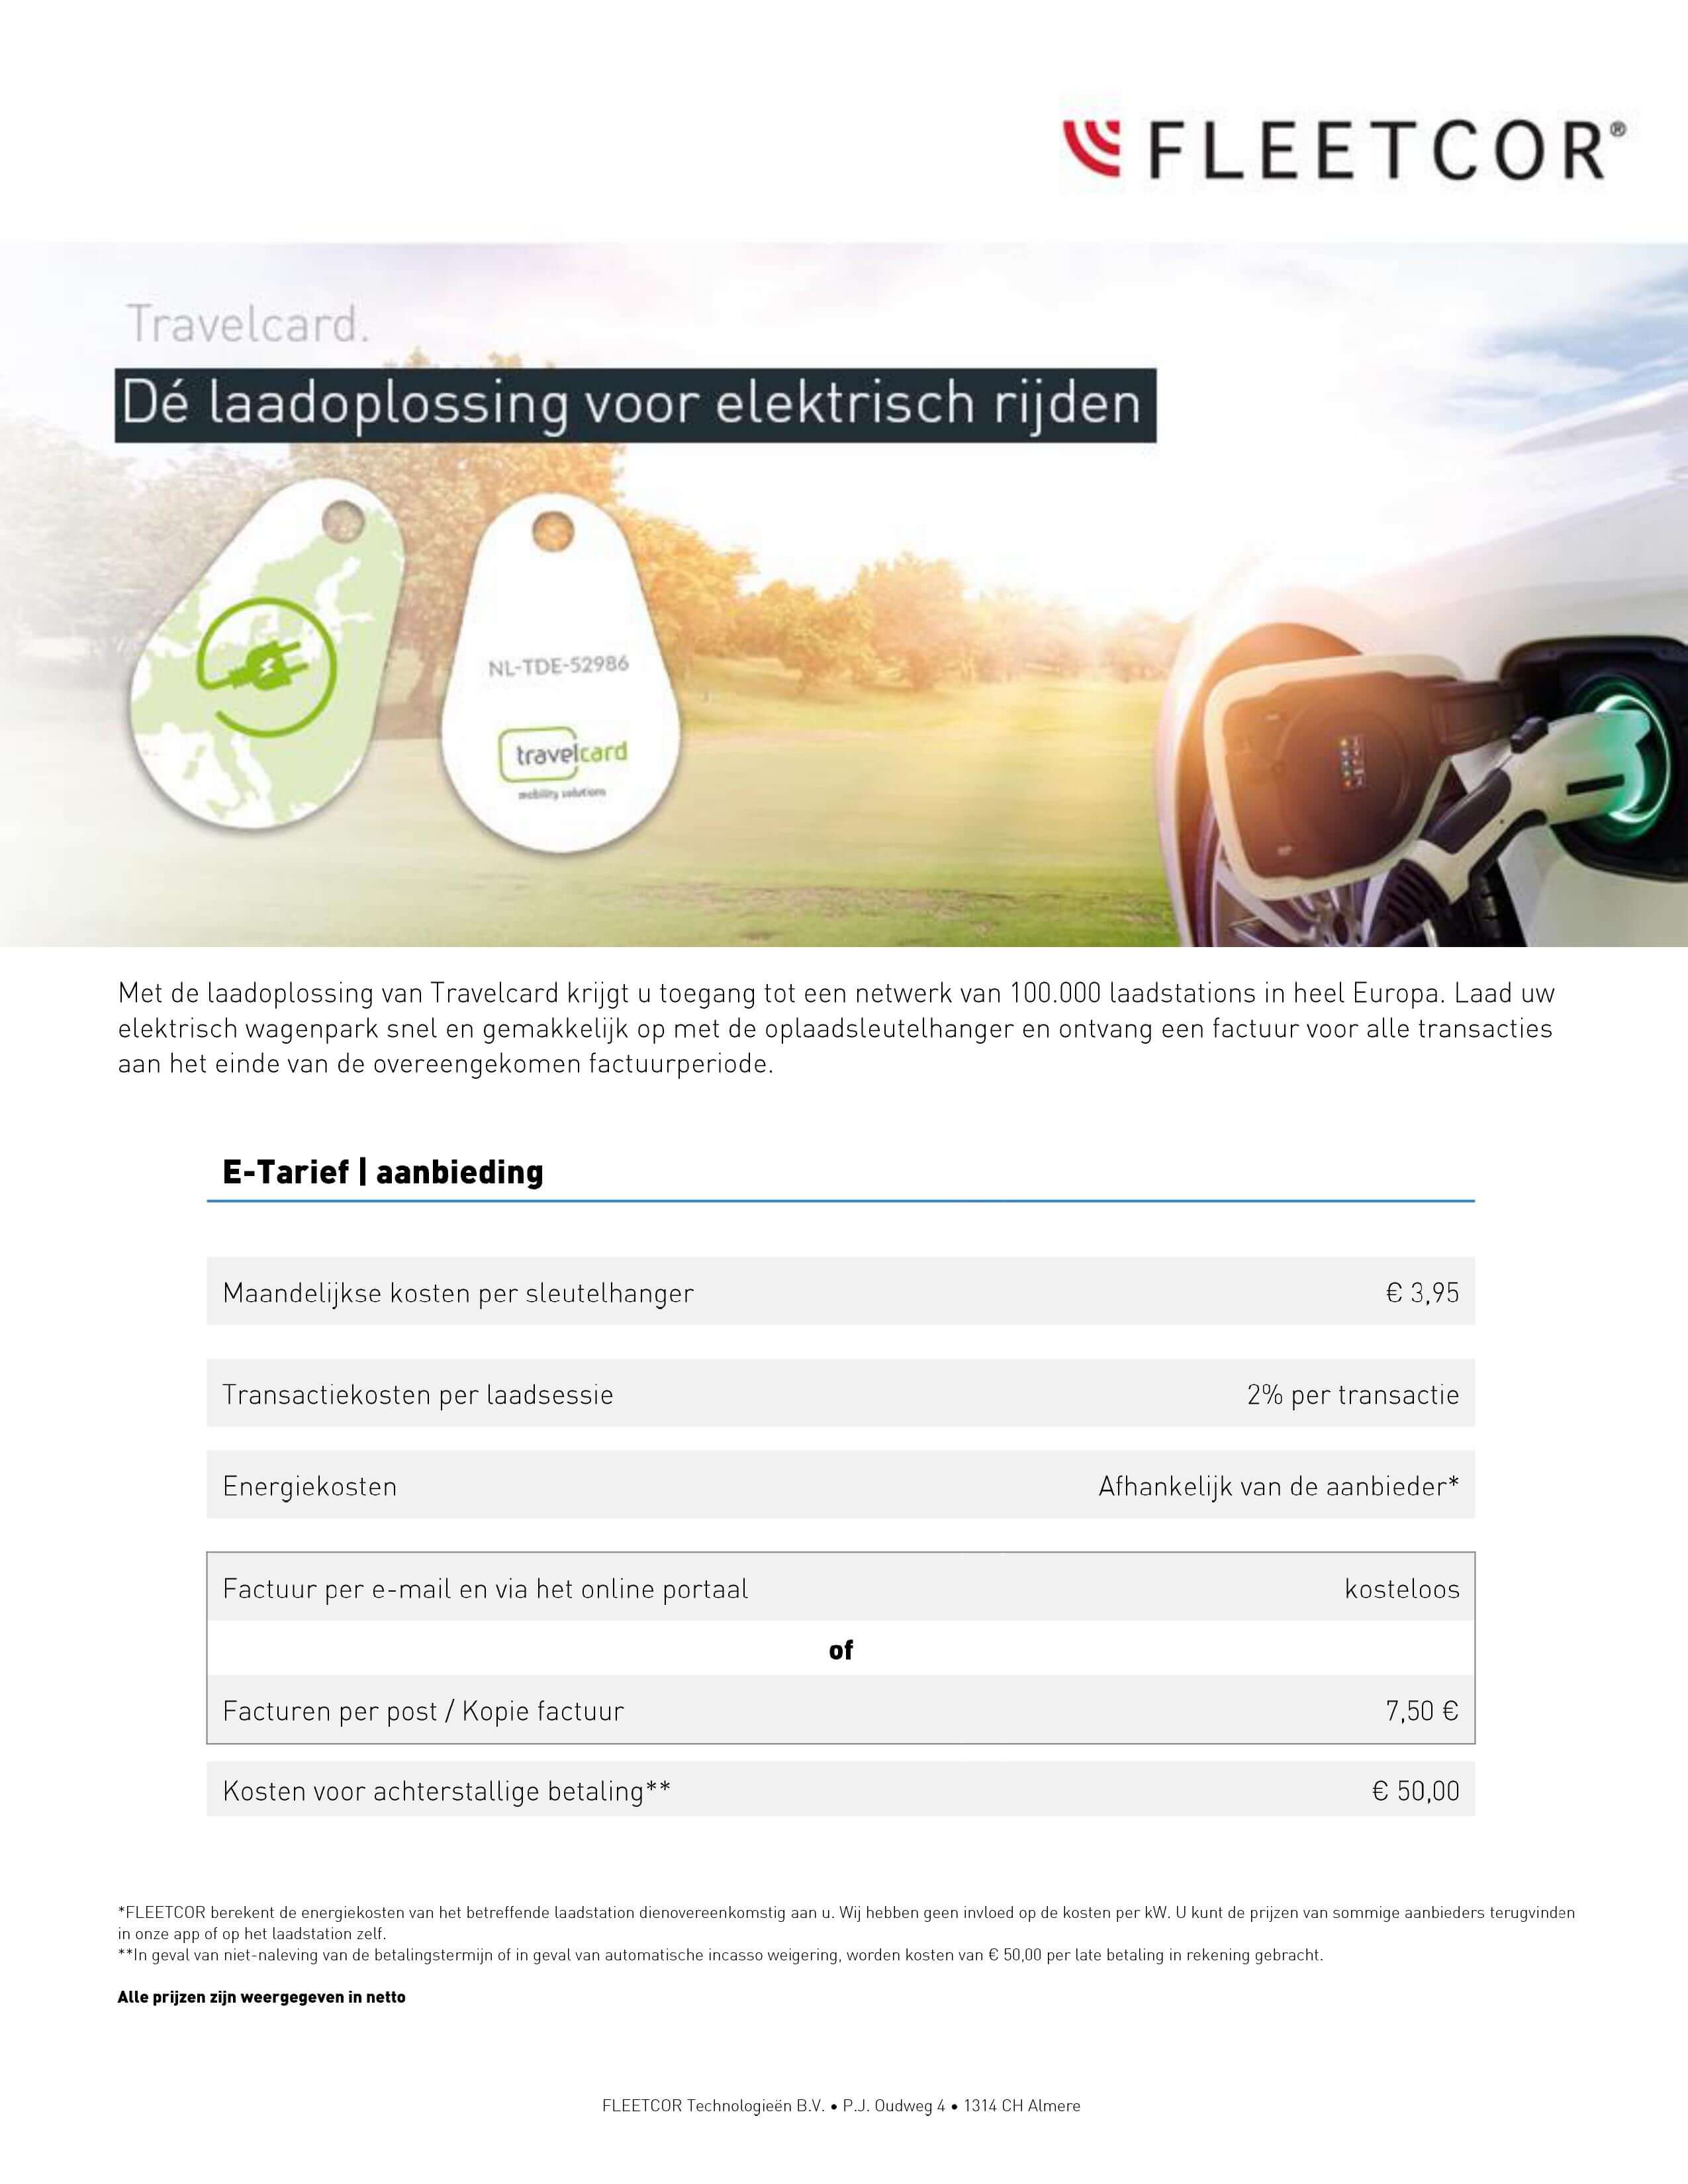 FLEETCOR®
Travelcard.
Dé laadoplossing voor elektrisch rijden
NL-TDE-52986
travelcard
mobility solutions
Met de laadoplossing van Travelcard krijgt u toegang tot een netwerk van 100.000 laadstations in heel Europa. Laad uw
elektrisch wagenpark snel en gemakkelijk op met de oplaadsleutelhanger en ontvang een factuur voor alle transacties
aan het einde van de overeengekomen factuurperiode.
E-Tarief | aanbieding
Maandelijkse kosten per sleutelhanger € 3,95
Transactiekosten per laadsessie 2% per transactie
Energiekosten Afhankelijk van de aanbieder*
Factuur per e-mail en via het online portaal kosteloos
of
Facturen per post / Kopie factuur 7,50 €
Kosten voor achterstallige betaling** € 50,00
*FLEETCOR berekent de energiekosten van het betreffende laadstation dienovereenkomstig aan u. Wij hebben geen invloed op de kosten per kW. U kunt de prijzen van sommige aanbieders terugvinden
in onze app of op het laadstation zelf.
**In geval van niet-naleving van de betalingstermijn of in geval van automatische incasso weigering, worden kosten van € 50,00 per late betaling in rekening gebracht.
Alle prijzen zijn weergegeven in netto
FLEETCOR Technologieën B.V. • P.J. Oudweg 4 • 1314 CH Almere